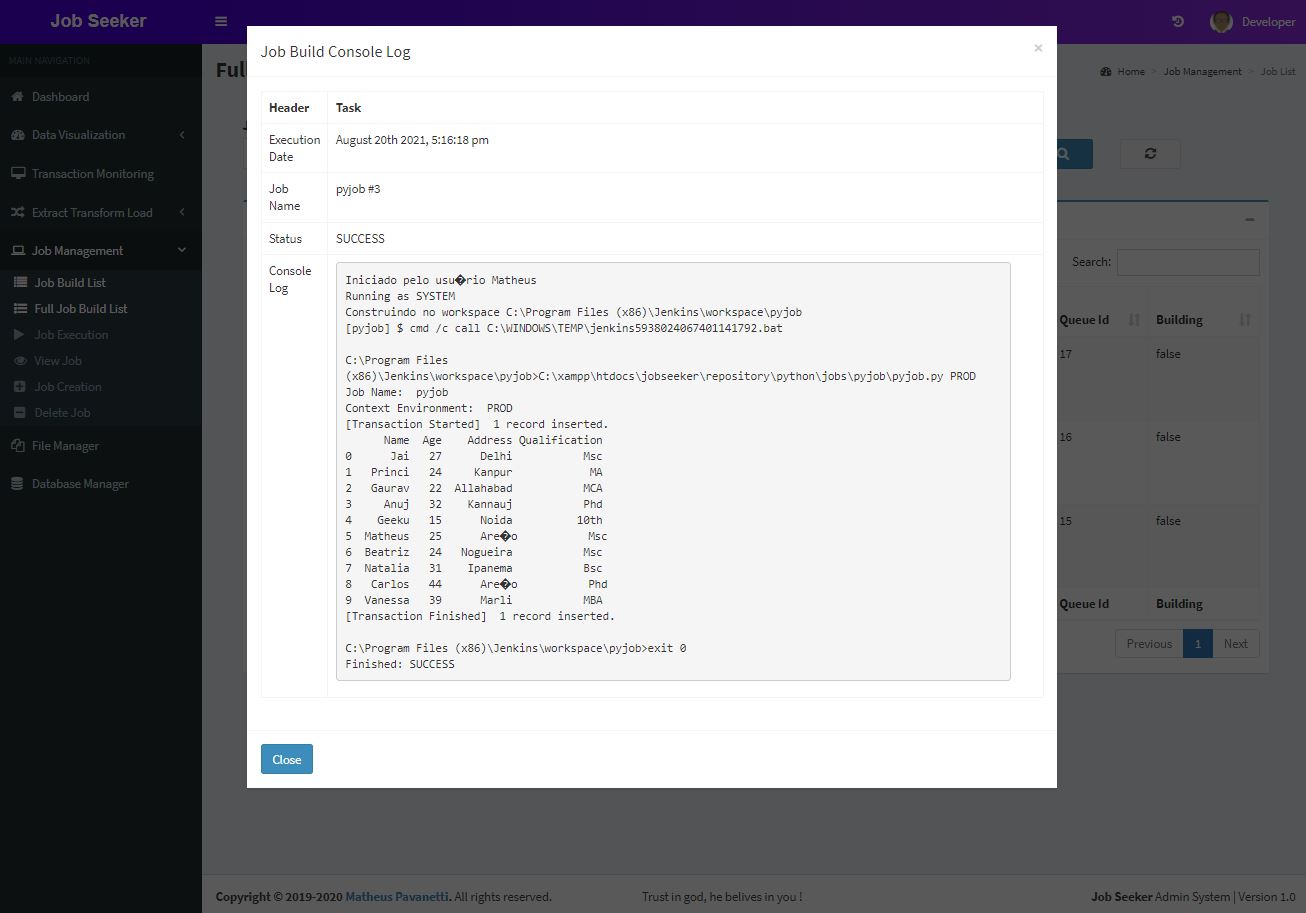 Job Seeker
Developer
MAIN NAVIGATION
Dashboard
Data Visualization
Transaction Monitoring
Extract Transform Load
Job Management
Job Build List
Full Job Build List
Job Execution
View Job
Job Creation
Delete Job
File Manager
Database Manager
Home > Job Management > Job List
Job Build Console Log
×
Header Task
Execution Date August 20th 2021, 5:16:18 pm
Job Name pyjob #3
Status SUCCESS
Console Log
Iniciado pelo usu�rio Matheus
Running as SYSTEM
Construindo no workspace C:\Program Files (x86)\Jenkins\workspace\pyjob
[pyjob] $ cmd /c call C:\WINDOWS\TEMP\jenkins5938024067401141792.bat
C:\Program Files
(x86)\Jenkins\workspace\pyjob>C:\xampp\htdocs\jobseeker\repository\python\jobs\pyjob\pyjob.py PROD
Job Name:  pyjob
Context Environment:  PROD
[Transaction Started]  1 record inserted.
Name Age Address Qualification
0 Jai 27 Delhi Msc
1 Princi 24 Kanpur MA
2 Gaurav 22 Allahabad MCA
3 Anuj 32 Kannauj Phd
4 Geeku 15 Noida 10th
5 Matheus 25 Are�o Msc
6 Beatriz 24 Nogueira Msc
7 Natalia 31 Ipanema Bsc
8 Carlos 44 Are�o Phd
9 Vanessa 39 Marli MBA
[Transaction Finished]  1 record inserted.
C:\Program Files (x86)\Jenkins\workspace\pyjob>exit 0
Finished: SUCCESS
Close
Search:
Queue Id Building
17 false
16 false
15 false
Queue Id Building
Previous 1 Next
Copyright © 2019-2020 Matheus Pavanetti. All rights reserved.
Trust in god, he belives in you !
Job Seeker Admin System | Version 1.0